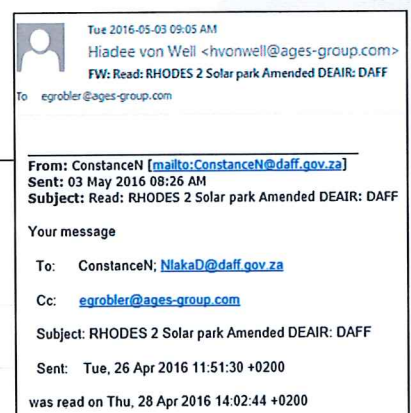 Tue 2016-05-03 09:05 AM
Hiadee von Well <hvonwell@ages-group.com>
FW: Read: RHODES 2 Solar park Amended DEAIR: DAFF
To egrobler@ages-group.com
From: ConstanceN [mailto:ConstanceN@daff.gov.za]
Sent: 03 May 2016 08:26 AM
Subject: Read: RHODES 2 Solar park Amended DEAIR: DAFF
Your message
To: ConstanceN; NlakaD@daff.gov.za
Cc: egrobler@ages-group.com
Subject: RHODES 2 Solar park Amended DEAIR: DAFF
Sent: Tue, 26 Apr 2016 11:51:30 +0200
was read on Thu, 28 Apr 2016 14:02:44 +0200